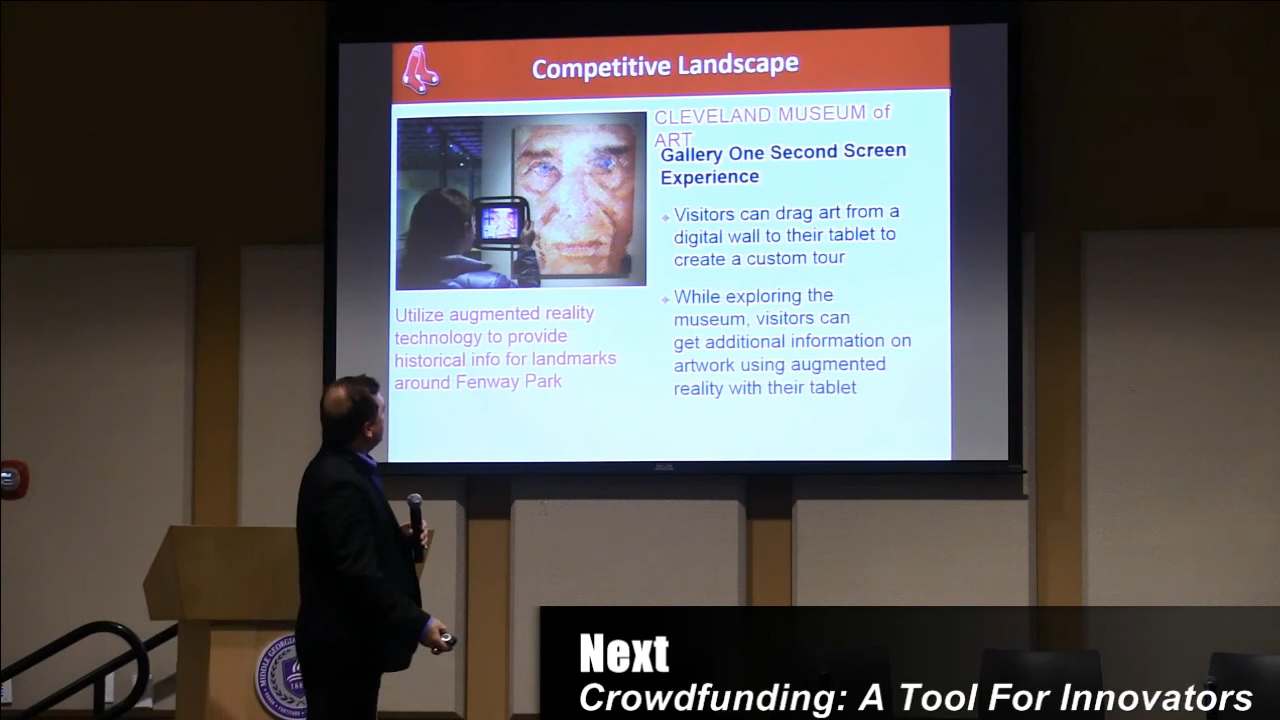 Competitive Landscape
CLEVELAND MUSEUM of
ART
Gallery One Second Screen
Experience
Visitors can drag art from a
digital wall to their tablet to
create a custom tour
While exploring the
museum, visitors can
get additional information on
artwork using augmented
reality with their tablet
Utilize augmented reality
technology to provide
historical info for landmarks
around Fenway Park
MIDDLE GEORGIA
Next
Crowdfunding: A Tool For Innovators